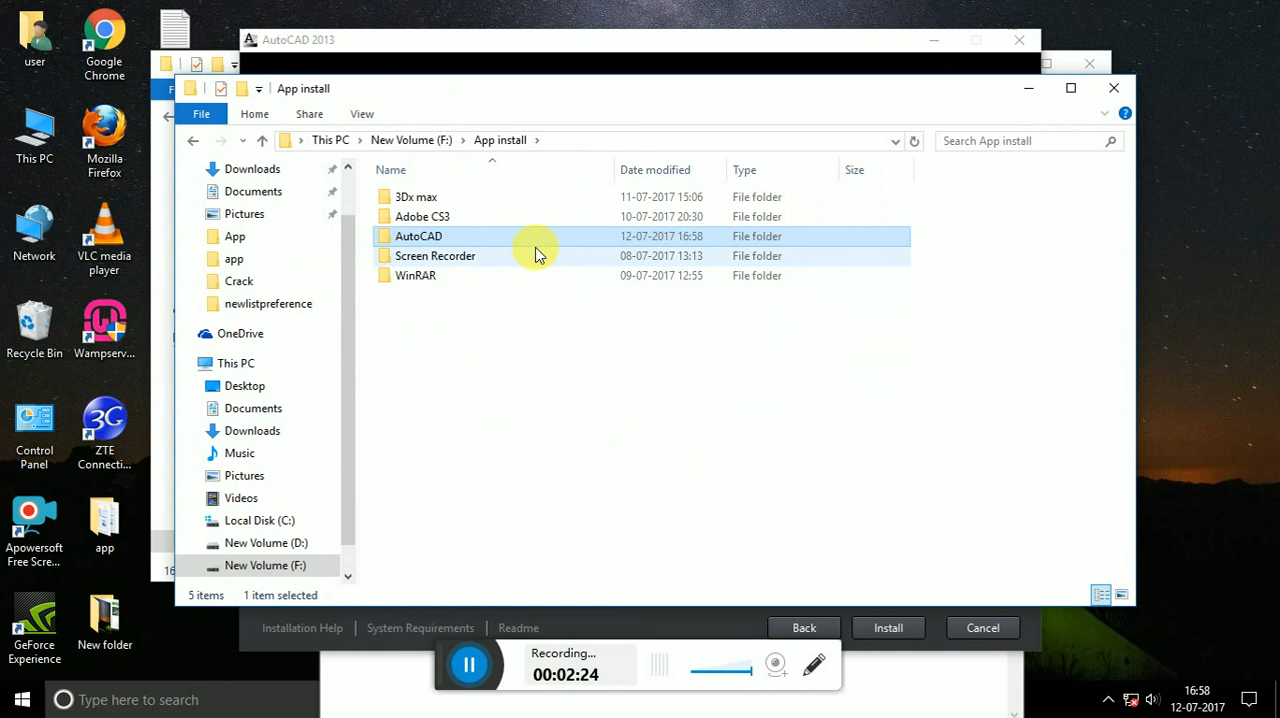 AutoCAD 2013
App install
File
Home
Share
View
This PC
New Volume (F:)
App install
Search App install
Name
Date modified
Type
Size
3Dx max
11-07-2017 15:06
File folder
Adobe CS3
10-07-2017 20:30
File folder
AutoCAD
12-07-2017 16:58
File folder
Screen Recorder
08-07-2017 13:13
File folder
WinRAR
09-07-2017 12:55
File folder
Downloads
Documents
Pictures
App
app
Crack
newlistpreference
OneDrive
This PC
Desktop
Documents
Downloads
Music
Pictures
Videos
Local Disk (C:)
New Volume (D:)
New Volume (F:)
5 items
1 item selected
16
user
Google
Chrome
This PC
Mozilla
Firefox
Network
VLC media
player
Recycle Bin
Wampserv...
Control
Panel
3G
ZTE
Connecti...
Apowersoft
Free Scre...
app
GeForce
Experience
New folder
Installation Help
System Requirements
Readme
Back
Install
Cancel
Recording...
00:02:24
Type here to search
16:58
12-07-2017